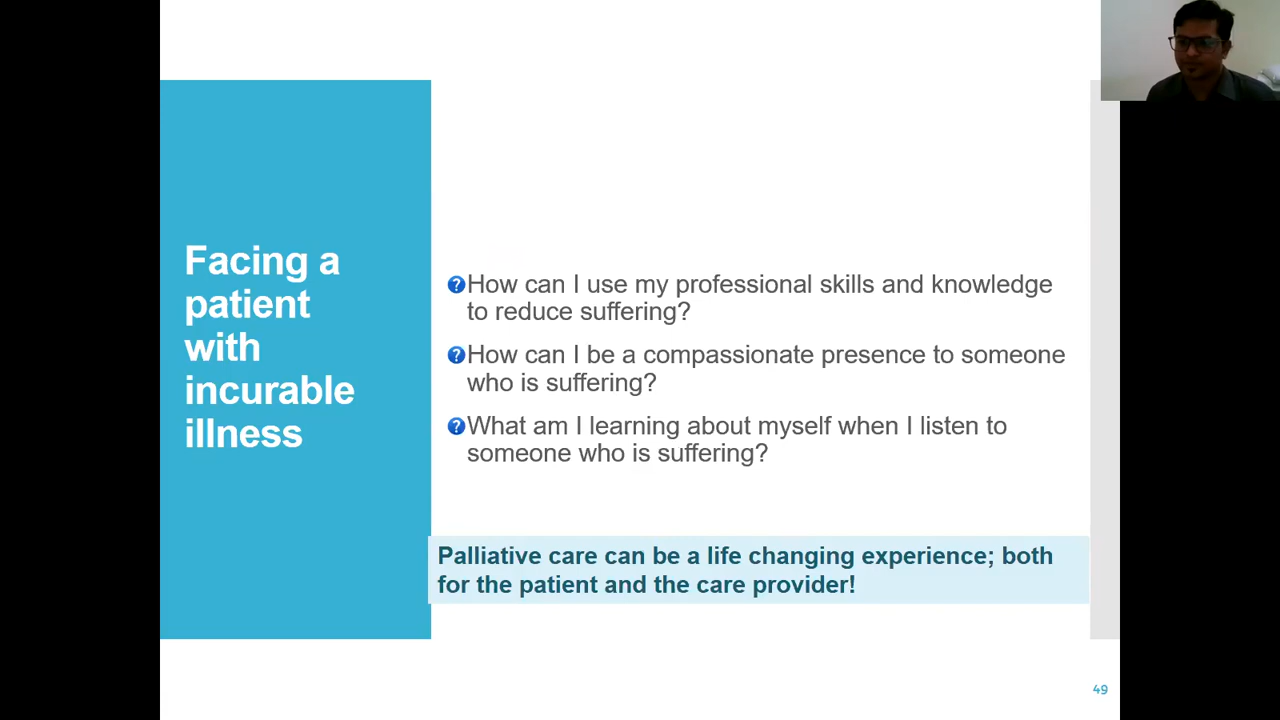 Facing a
patient
with
incurable
illness
How can I use my professional skills and knowledge
to reduce suffering?
How can I be a compassionate presence to someone
who is suffering?
What am I learning about myself when I listen to
someone who is suffering?
Palliative care can be a life changing experience; both
for the patient and the care provider!
49